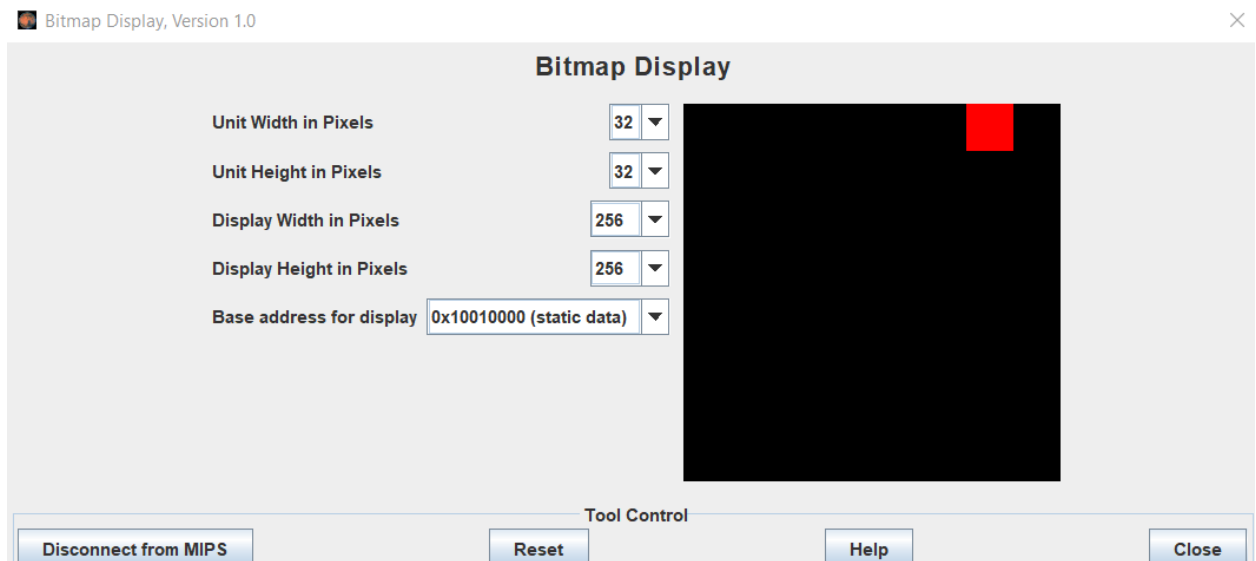 Bitmap Display, Version 1.0
Bitmap Display
Unit Width in Pixels 32
Unit Height in Pixels 32
Display Width in Pixels 256
Display Height in Pixels 256
Base address for display 0x10010000 (static data)
Tool Control
Disconnect from MIPS Reset Help Close